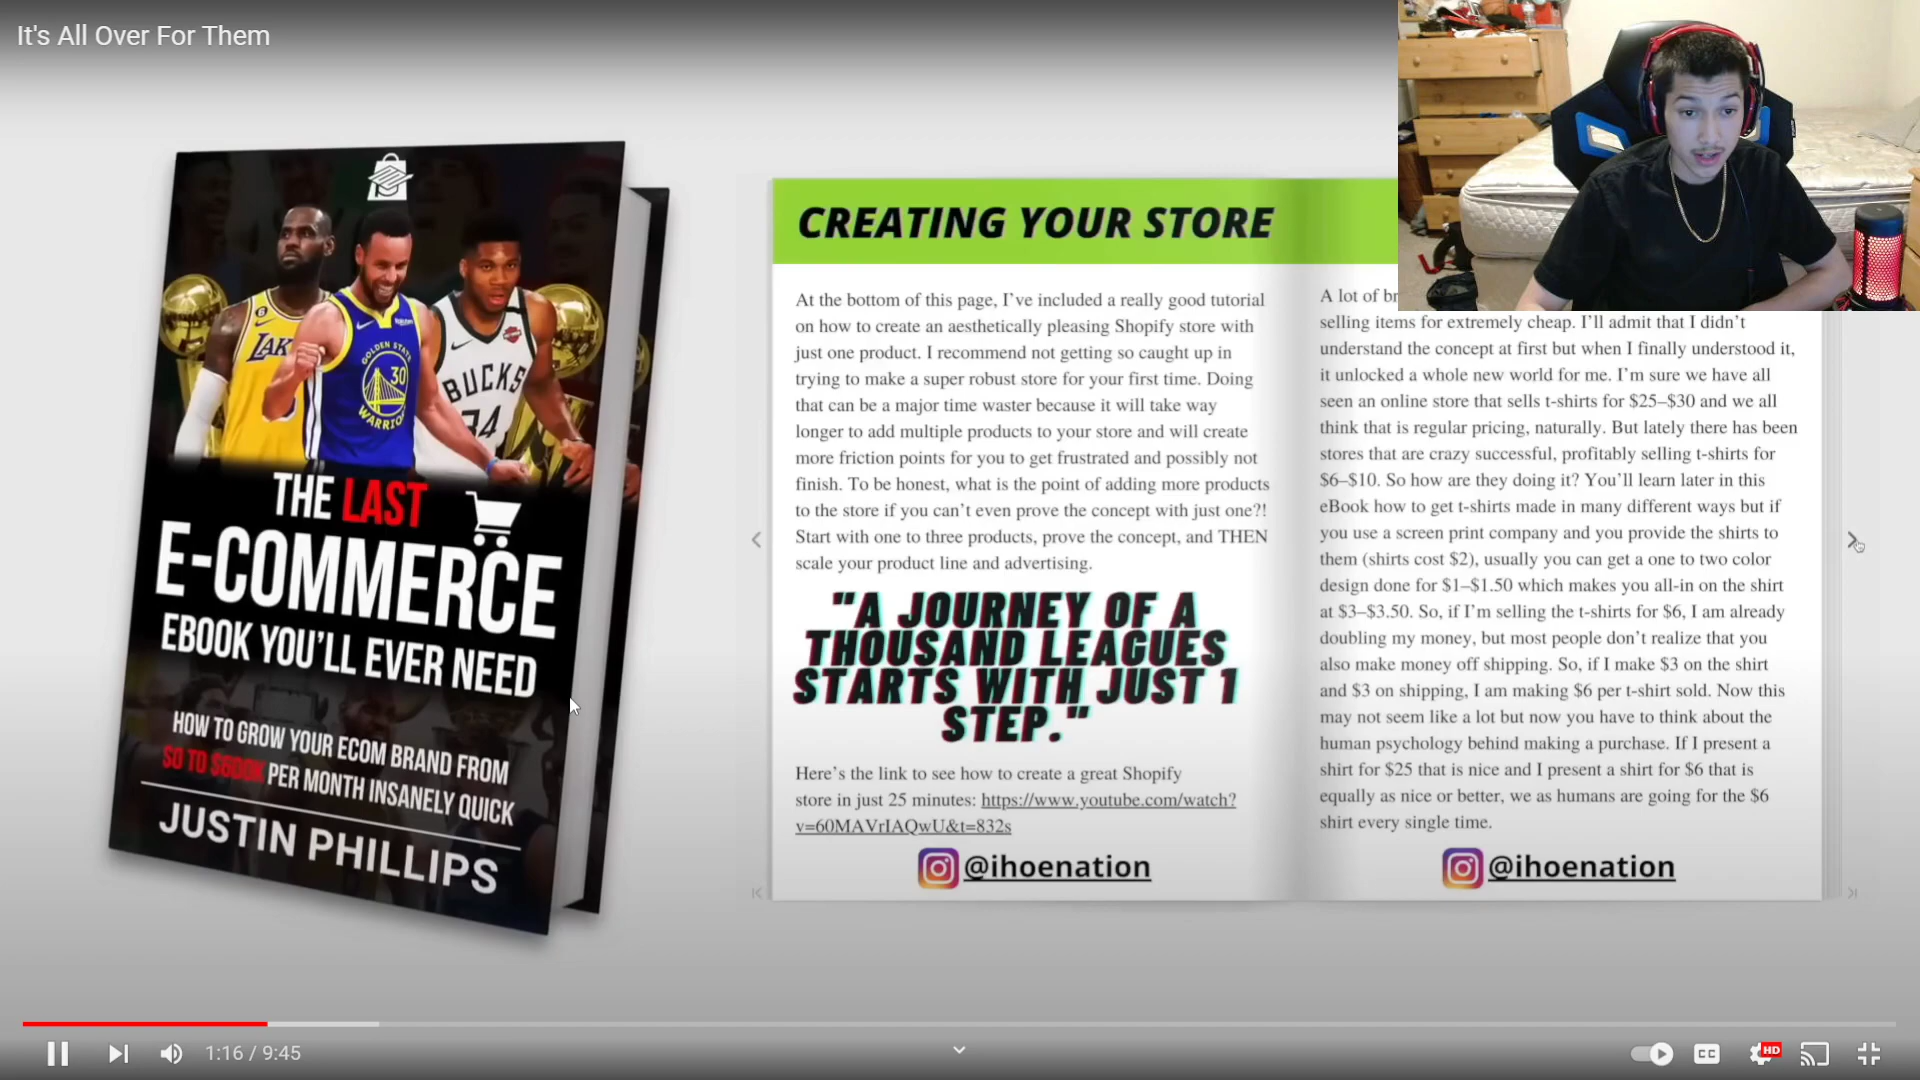 It's All Over For Them
LAK
6
GOLDEN STATE
30
WARRIOR
BUCKS
34
THE LAST
E-COMMERCE
EBOOK YOU'LL EVER NEED
HOW TO GROW YOUR ECOM BRAND FROM
$0 TO $600K PER MONTH INSANELY QUICK
JUSTIN PHILLIPS
CREATING YOUR STORE
At the bottom of this page, I've included a really good tutorial
on how to create an aesthetically pleasing Shopify store with
just one product. I recommend not getting so caught up in
trying to make a super robust store for your first time. Doing
that can be a major time waster because it will take way
longer to add multiple products to your store and will create
more friction points for you to get frustrated and possibly not
finish. To be honest, what is the point of adding more products
to the store if you can't even prove the concept with just one?!
Start with one to three products, prove the concept, and THEN
scale your product line and advertising.
"A JOURNEY OF A
THOUSAND LEAGUES
STARTS WITH JUST 1
STEP."
Here's the link to see how to create a great Shopify
store in just 25 minutes: https://www.youtube.com/watch?
v=60MAVrIAQwU&t=832s
@ihoenation
A lot of br
selling items for extremely cheap. I'll admit that I didn't
understand the concept at first but when I finally understood it,
it unlocked a whole new world for me. I'm sure we have all
seen an online store that sells t-shirts for $25–$30 and we all
think that is regular pricing, naturally. But lately there has been
stores that are crazy successful, profitably selling t-shirts for
$6–$10. So how are they doing it? You'll learn later in this
eBook how to get t-shirts made in many different ways but if
you use a screen print company and you provide the shirts to
them (shirts cost $2), usually you can get a one to two color
design done for $1–$1.50 which makes you all-in on the shirt
at $3–$3.50. So, if I'm selling the t-shirts for $6, I am already
doubling my money, but most people don't realize that you
also make money off shipping. So, if I make $3 on the shirt
and $3 on shipping, I am making $6 per t-shirt sold. Now this
may not seem like a lot but now you have to think about the
human psychology behind making a purchase. If I present a
shirt for $25 that is nice and I present a shirt for $6 that is
equally as nice or better, we as humans are going for the $6
shirt every single time.
@ihoenation
1:16 / 9:45
CC
HD